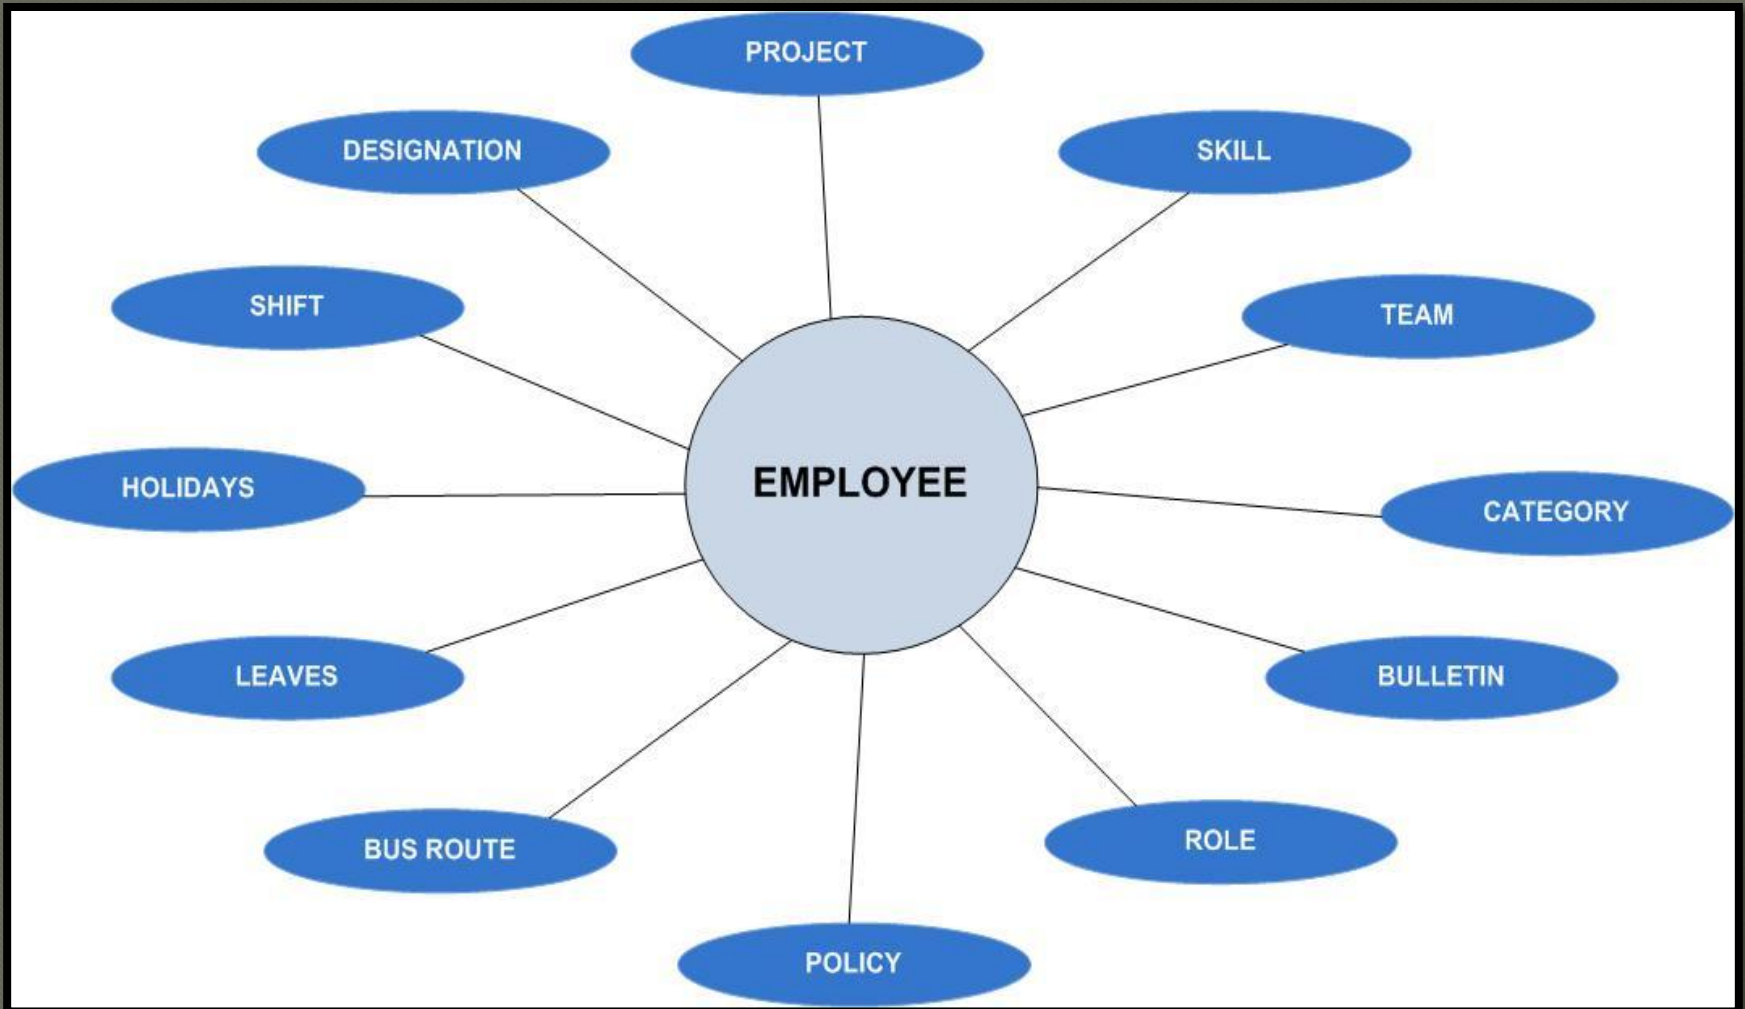 PROJECT
DESIGNATION
SKILL
SHIFT
TEAM
EMPLOYEE
HOLIDAYS
CATEGORY
LEAVES
BULLETIN
BUS ROUTE
ROLE
POLICY